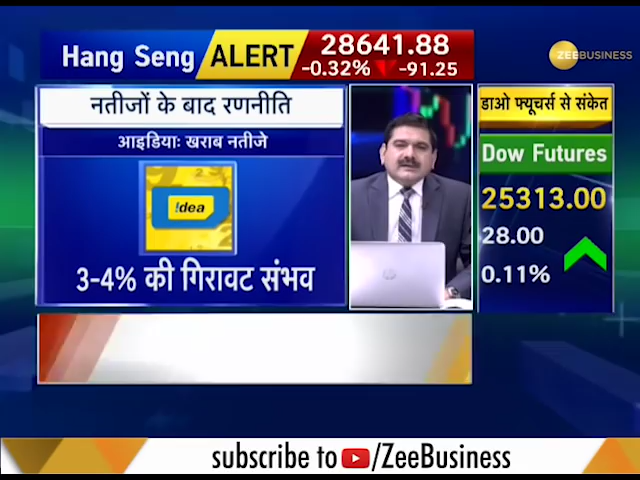 Hang Seng ALERT 28641.88
-0.32% -91.25
ZEEBUSINESS
नतीजों के बाद रणनीति
आइडियाः खराब नतीजे
!dea
3-4% की गिरावट संभव
डाओ फ्यूचर्स से संकेत
Dow Futures
25313.00
28.00
0.11%
subscribe to /ZeeBusiness